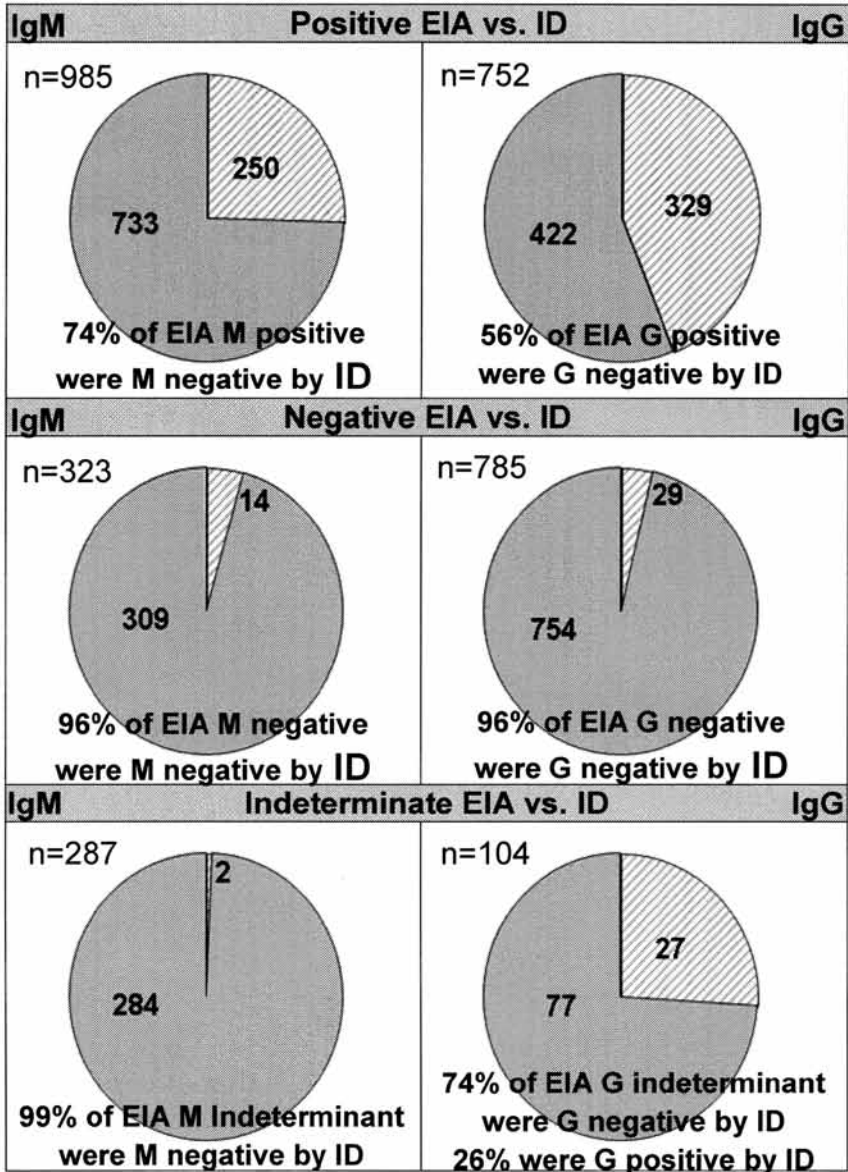 IgM Positive EIA vs. ID IgG
n=985
250
733
74% of EIA M positive
were M negative by ID
n=752
329
422
56% of EIA G positive
were G negative by ID
IgM Negative EIA vs. ID IgG
n=323
14
309
96% of EIA M negative
were M negative by ID
n=785
29
754
96% of EIA G negative
were G negative by ID
IgM Indeterminate EIA vs. ID IgG
n=287
2
284
99% of EIA M Indeterminant
were M negative by ID
n=104
27
77
74% of EIA G indeterminant
were G negative by ID
26% were G positive by ID